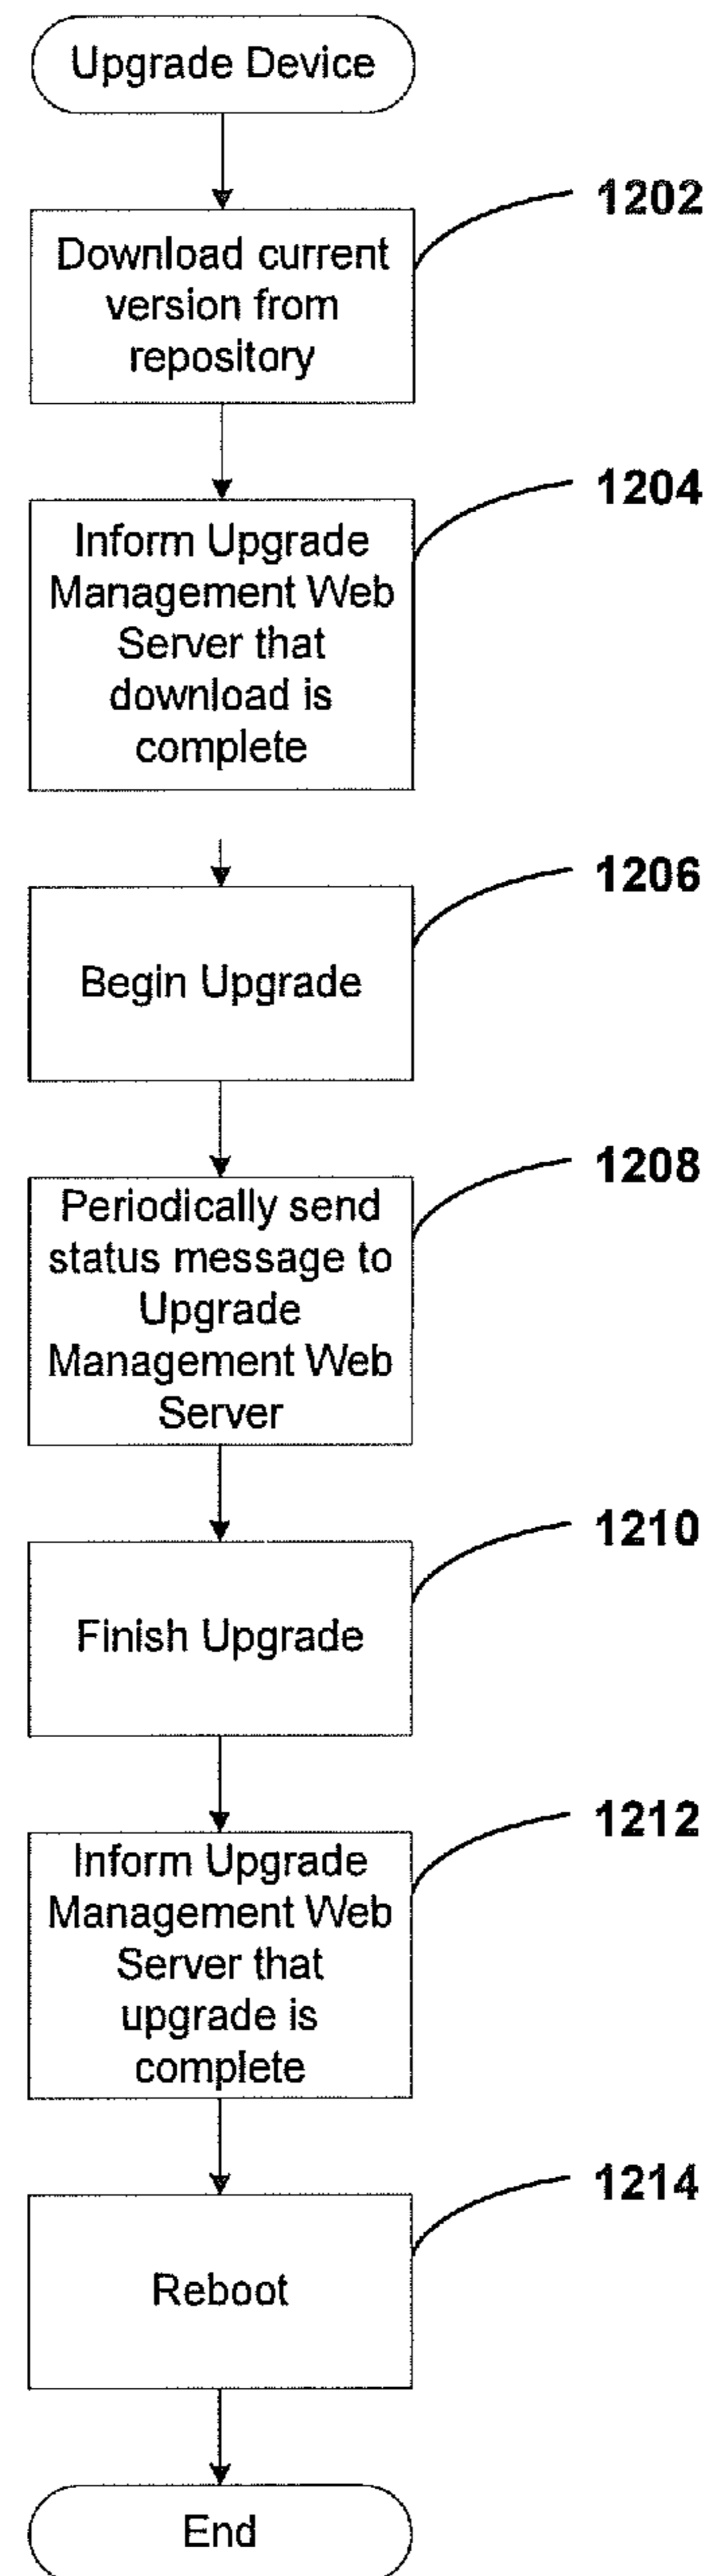 Upgrade Device
1202
Download current
version from
repository
1204
Inform Upgrade
Management Web
Server that
download is
complete
1206
Begin Upgrade
1208
Periodically send
status message to
Upgrade
Management Web
Server
1210
Finish Upgrade
1212
Inform Upgrade
Management Web
Server that
upgrade is
complete
1214
Reboot
End